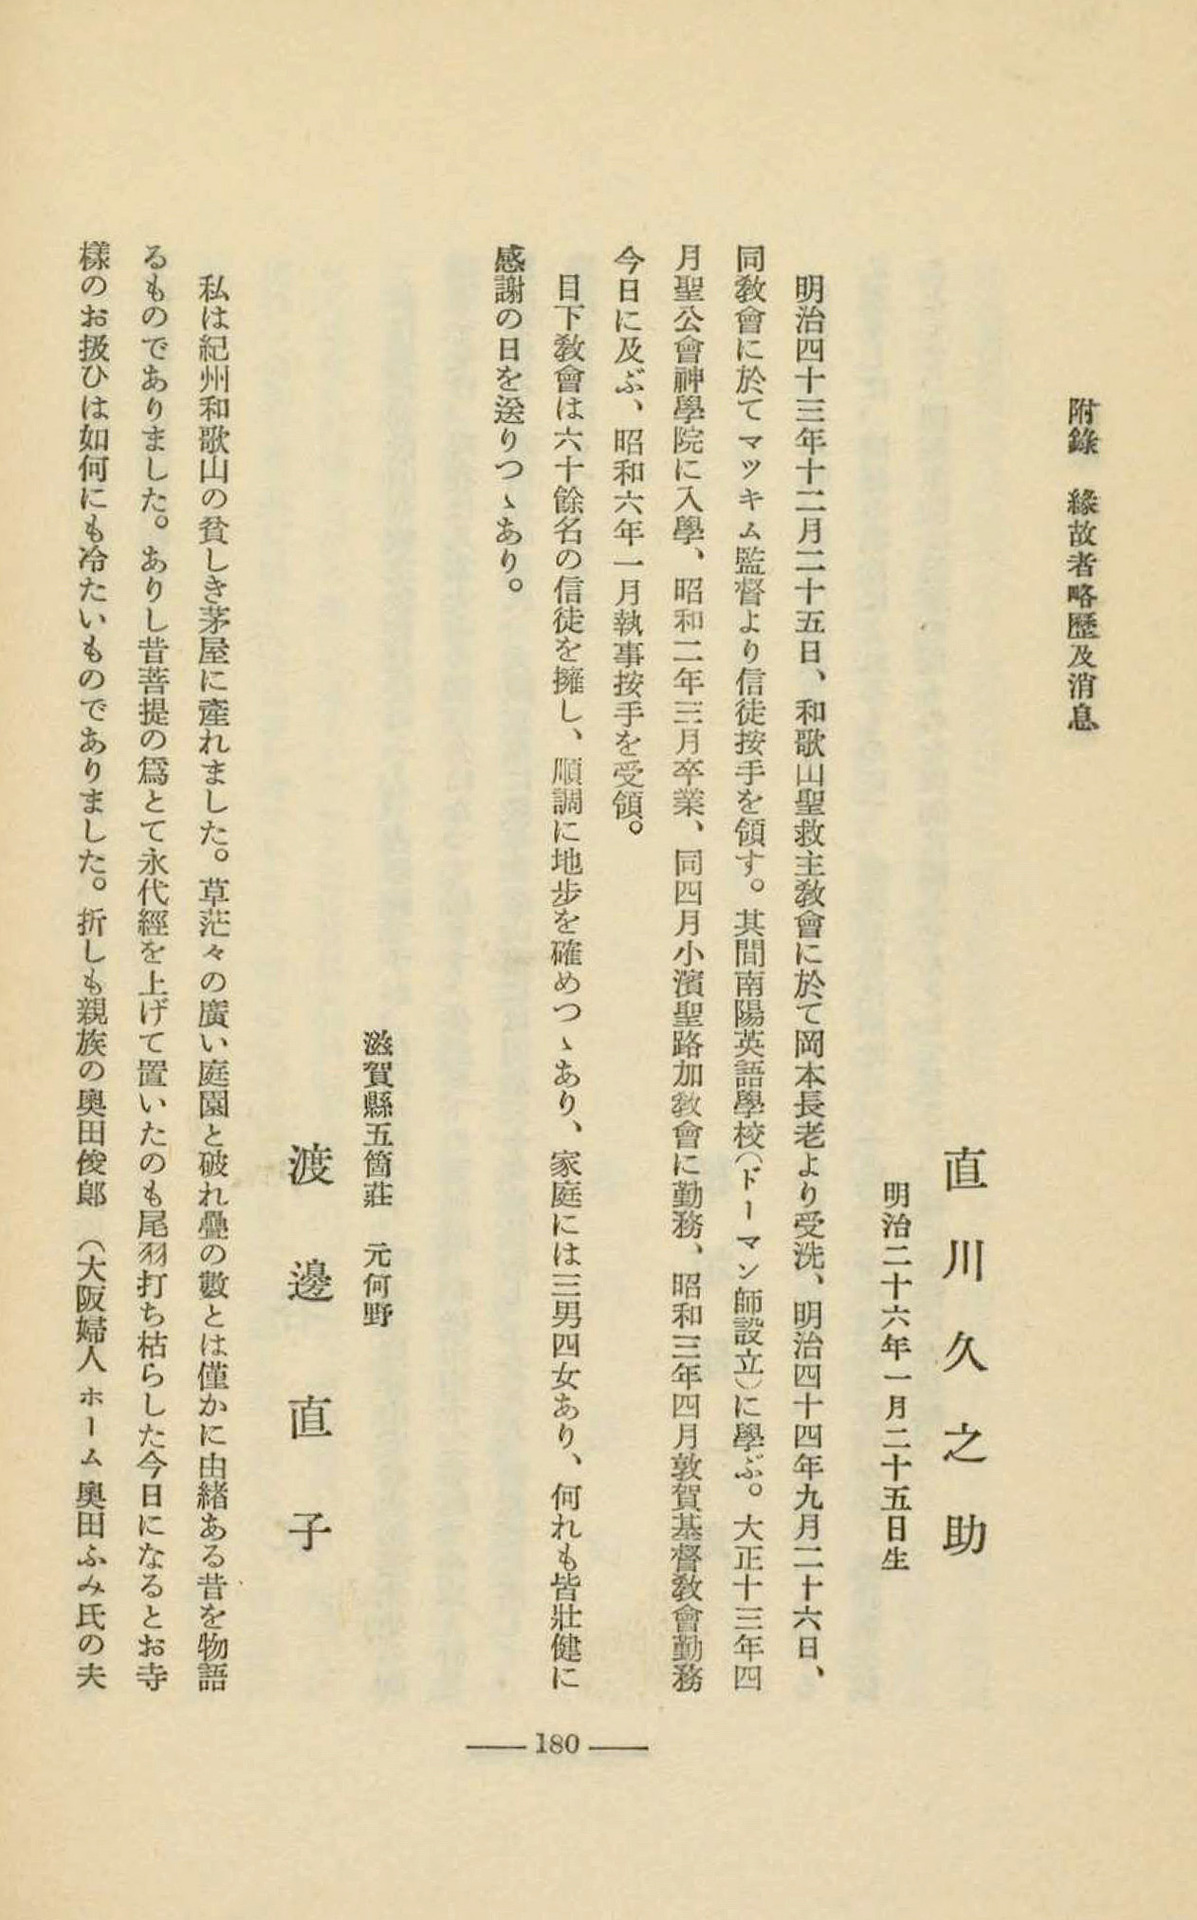 附錄　緣故者略歷及消息
直川久之助
明治二十六年一月二十五日生
明治四十三年十二月二十五日、和歌山聖救主敎會に於て岡本長老より受洗、明治四十四年九月二十六日、
同敎會に於てマツキム監督より信徒按手を領す。其間南陽英語學校（ドーマン師設立）に學ぶ。大正十三年四
月聖公會神學院に入學、昭和二年三月卒業、同四月小濱聖路加敎會に勤務、昭和三年四月敦賀基督敎會勤務
今日に及ぶ、昭和六年一月執事按手を受領。
目下敎會は六十餘名の信徒を擁し、順調に地步を確めつゝあり、家庭には三男四女あり、何れも皆壯健に
感謝の日を送りつゝあり。
滋賀縣五箇莊　元何野
渡邊直子
私は紀州和歌山の貧しき茅屋に產れました。草茫々の廣い庭園と破れ疊の數とは僅かに由緖ある昔を物語
るものでありました。ありし昔菩提の爲とて永代經を上げて置いたのも尾羽打ち枯らした今日になるとお寺
樣のお扱ひは如何にも冷たいものでありました。折しも親族の奧田俊郞（大阪婦人ホーム奧田ふみ氏の夫
180